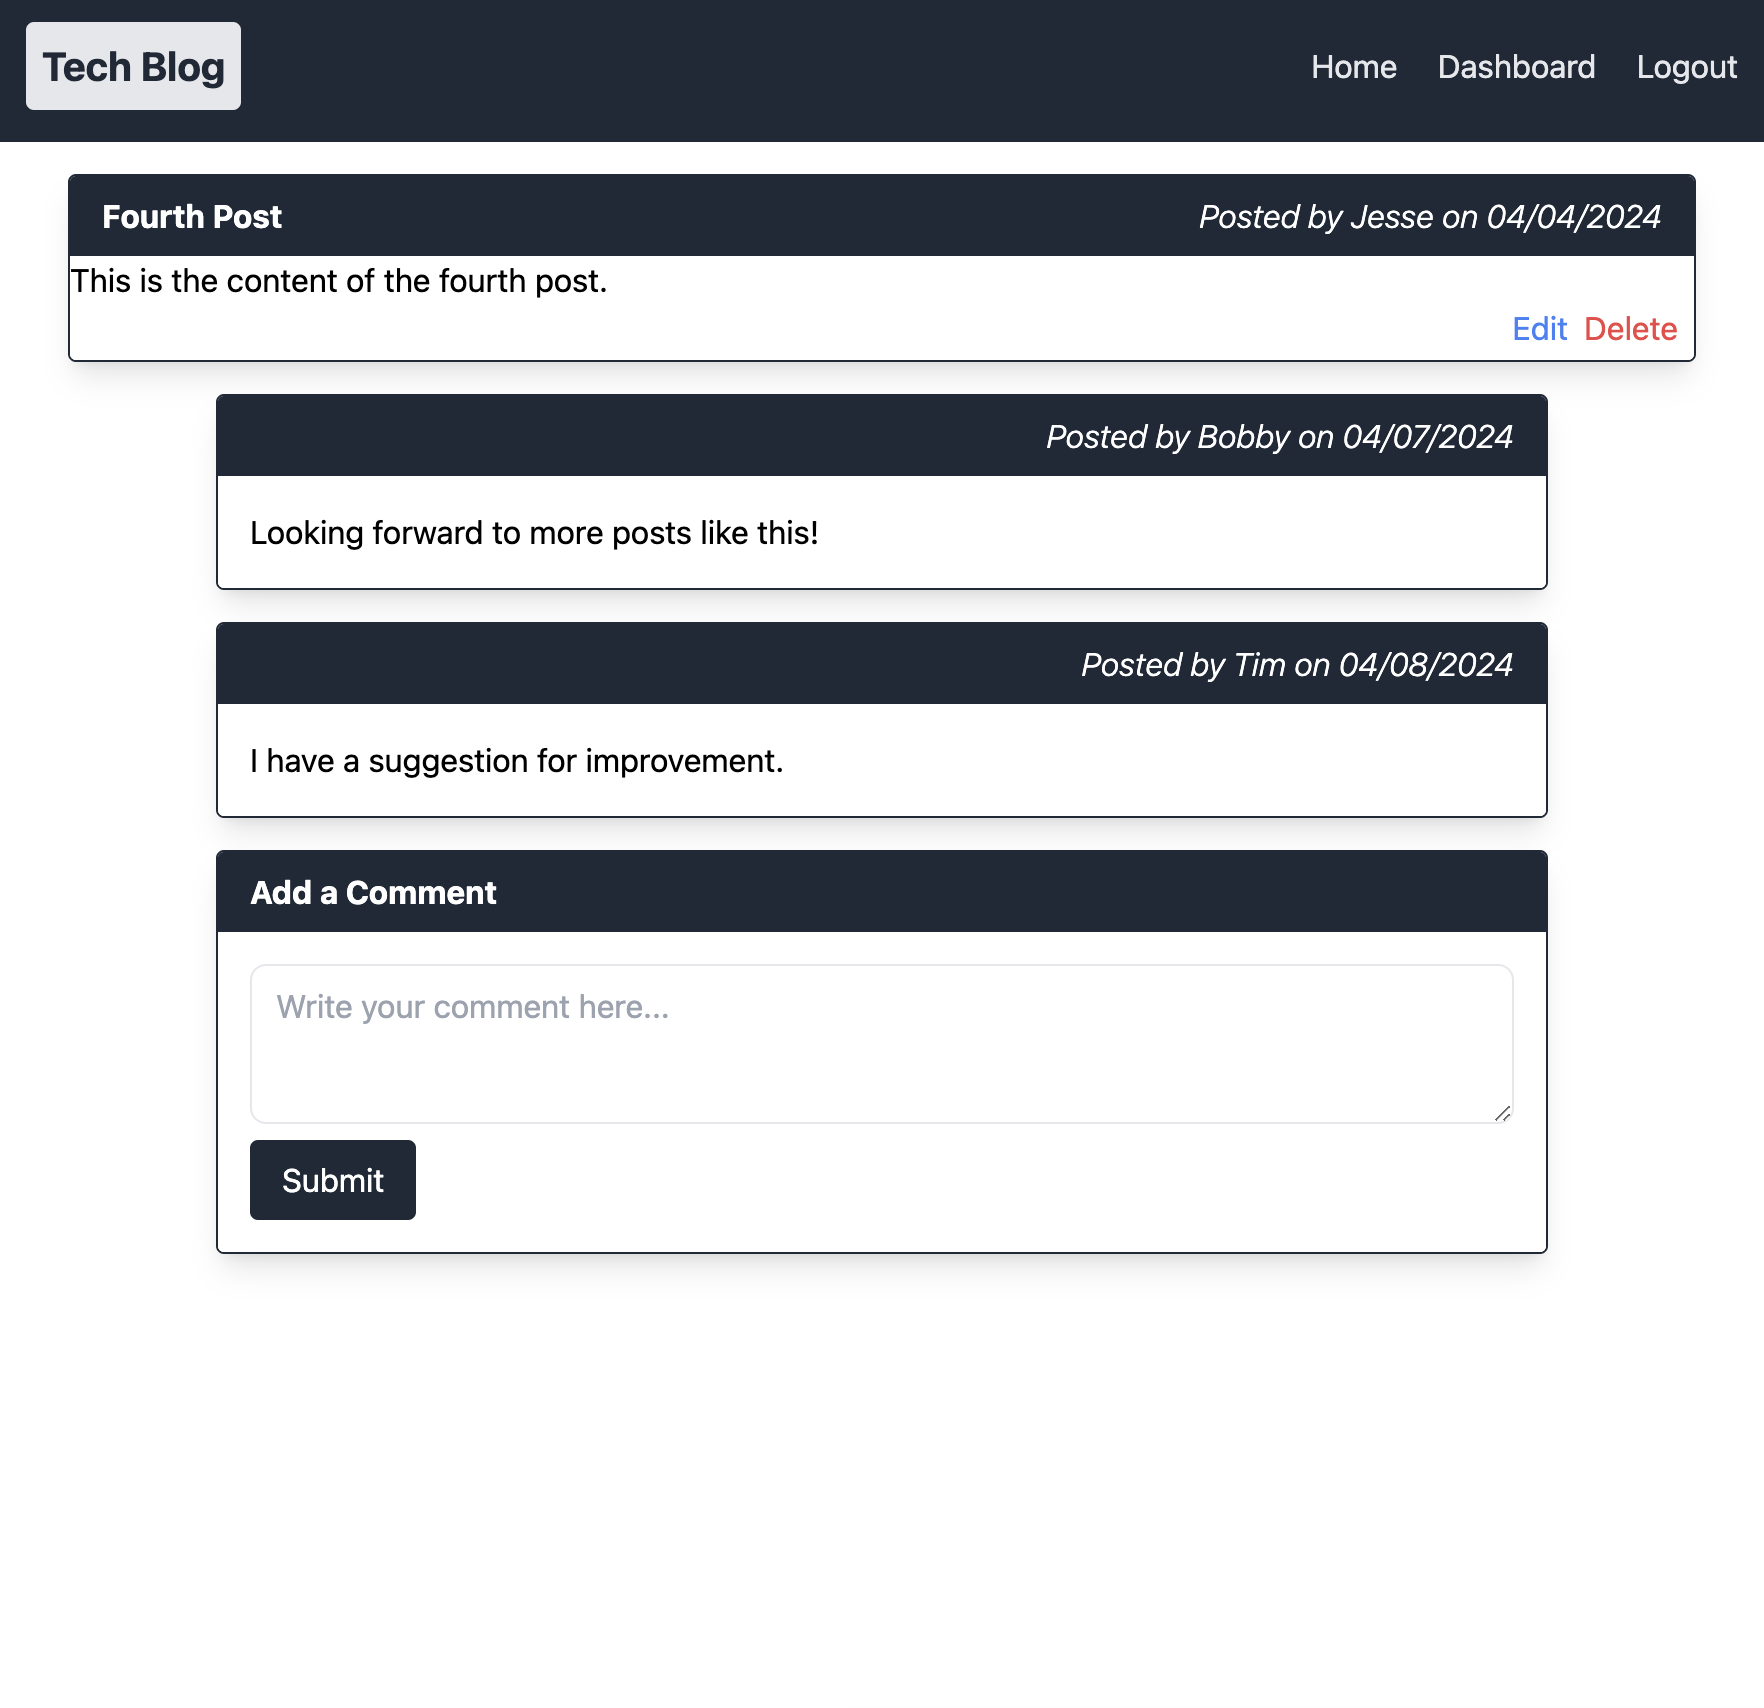 Tech Blog
Home Dashboard Logout
Fourth Post Posted by Jesse on 04/04/2024
This is the content of the fourth post.
Edit Delete
Posted by Bobby on 04/07/2024
Looking forward to more posts like this!
Posted by Tim on 04/08/2024
I have a suggestion for improvement.
Add a Comment
Write your comment here...
Submit